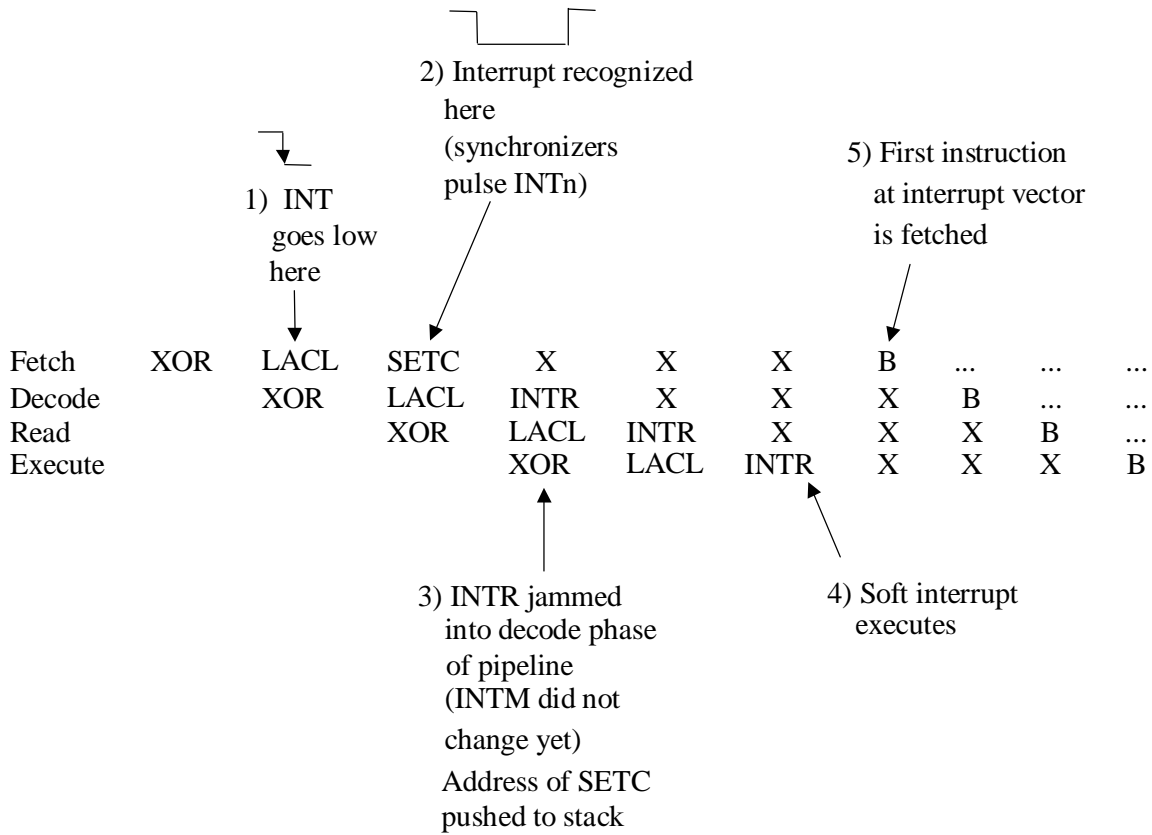 2) Interrupt recognized
here
(synchronizers
pulse INTn)
1) INT
goes low
here
5) First instruction
at interrupt vector
is fetched
Fetch XOR LACL SETC X X X B ... ... ...
Decode XOR LACL INTR X X X B ... ...
Read XOR LACL INTR X X X B ...
Execute XOR LACL INTR X X X B
3) INTR jammed
into decode phase
of pipeline
(INTM did not
change yet)
Address of SETC
pushed to stack
4) Soft interrupt
executes